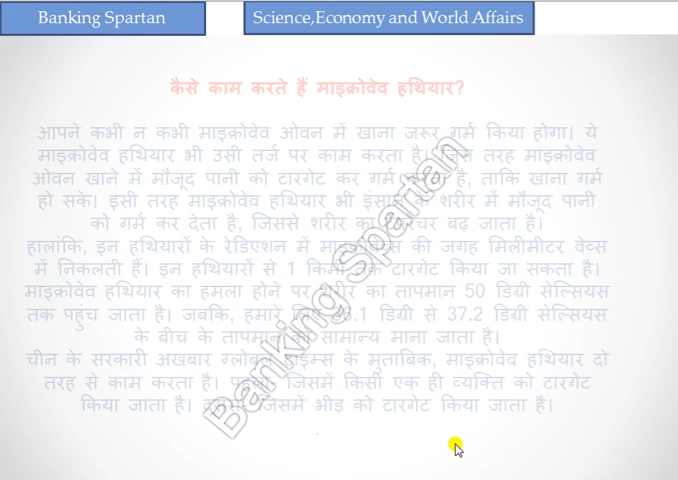 Banking Spartan
Science,Economy and World Affairs
कैसे काम करते हैं माइक्रोवेव हथियार?
आपने कभी न कभी माइक्रोवेव ओवन में खाना जरूर गर्म किया होगा। ये
माइक्रोवेव हथियार भी उसी तर्ज पर काम करता है। जिस तरह माइक्रोवेव
ओवन खाने में मौजूद पानी को टारगेट कर गर्म करता है, ताकि खाना गर्म
हो सके। इसी तरह माइक्रोवेव हथियार भी इंसान के शरीर में मौजूद पानी
को गर्म कर देता है, जिससे शरीर का टेंपरेचर बढ़ जाता है।
हालांकि, इन हथियारों के रेडिएशन में माइक्रोवेव्स की जगह मिलीमीटर वेव्स
में निकलती हैं। इन हथियारों से 1 किमी तक टारगेट किया जा सकता है।
माइक्रोवेव हथियार का हमला होने पर शरीर का तापमान 50 डिग्री सेल्सियस
तक पहुंच जाता है। जबकि, हमारे लिए 36.1 डिग्री से 37.2 डिग्री सेल्सियस
के बीच के तापमान को सामान्य माना जाता है।
चीन के सरकारी अखबार ग्लोबल टाइम्स के मुताबिक, माइक्रोवेव हथियार दो
तरह से काम करता है। पहला, जिसमें किसी एक ही व्यक्ति को टारगेट
किया जाता है। दूसरा, जिसमें भीड़ को टारगेट किया जाता है।
Banking Spartan